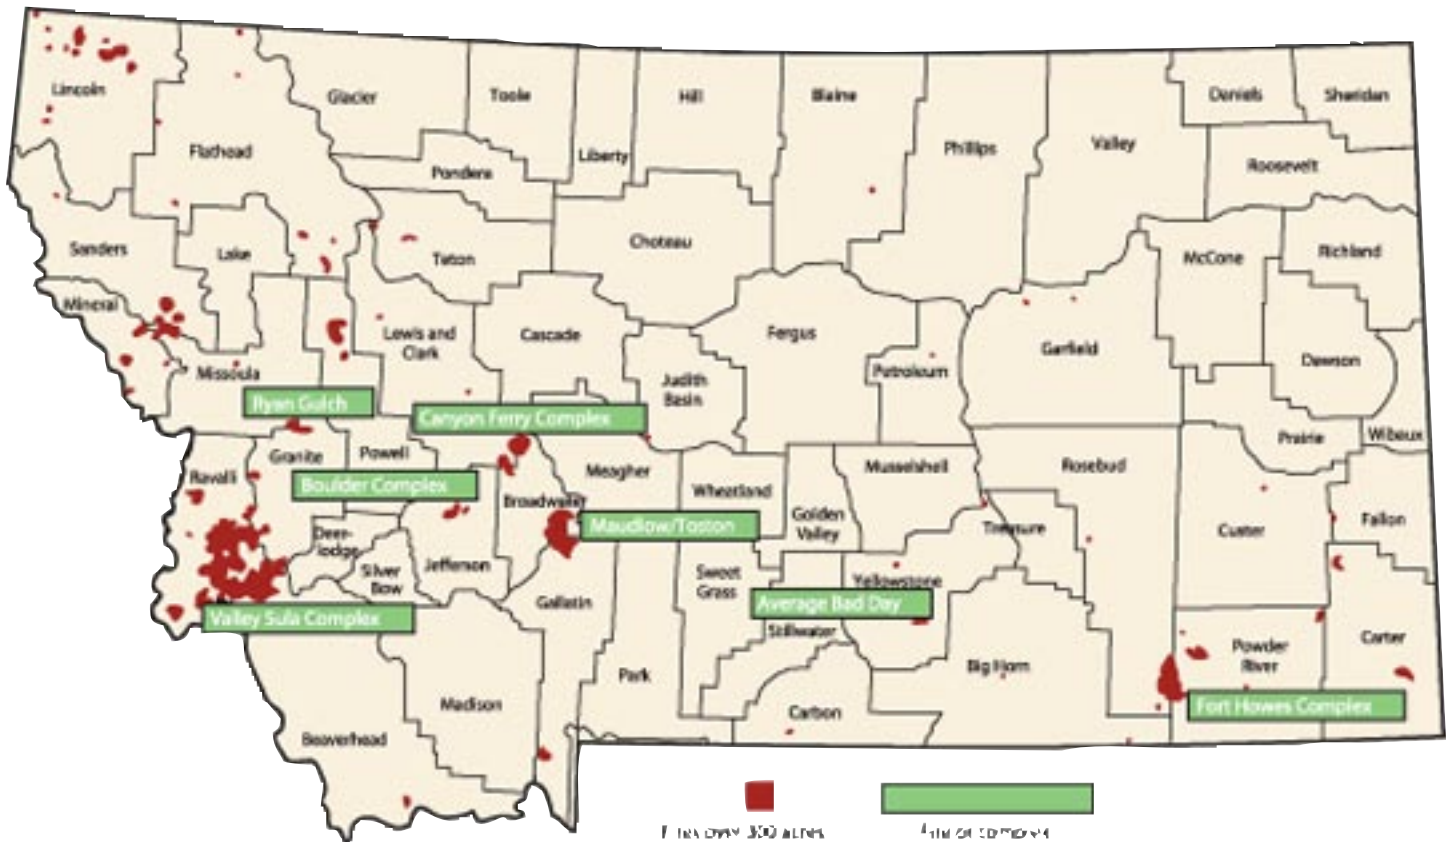 Lincoln
Flathead
Glacier
Toole
Liberty
Hill
Blaine
Phillips
Valley
Daniels
Sheridan
Roosevelt
Pondera
Sanders
Lake
Teton
Choteau
McCone
Richland
Mineral
Missoula
Lewis and
Clark
Cascade
Judith
Basin
Fergus
Petroleum
Garfield
Dawson
Prairie
Wibaux
Ryan Gulch
Canyon Ferry Complex
Ravalli
Granite
Powell
Boulder Complex
Broadwater
Meagher
Wheatland
Golden
Valley
Musselshell
Rosebud
Treasure
Custer
Fallon
Maudlow/Toston
Deer-
lodge
Silver
Bow
Jefferson
Gallatin
Sweet
Grass
Yellowstone
Average Bad Day
Stillwater
Valley Sula Complex
Beaverhead
Madison
Park
Carbon
Big Horn
Powder
River
Carter
Fort Howes Complex
300 acres